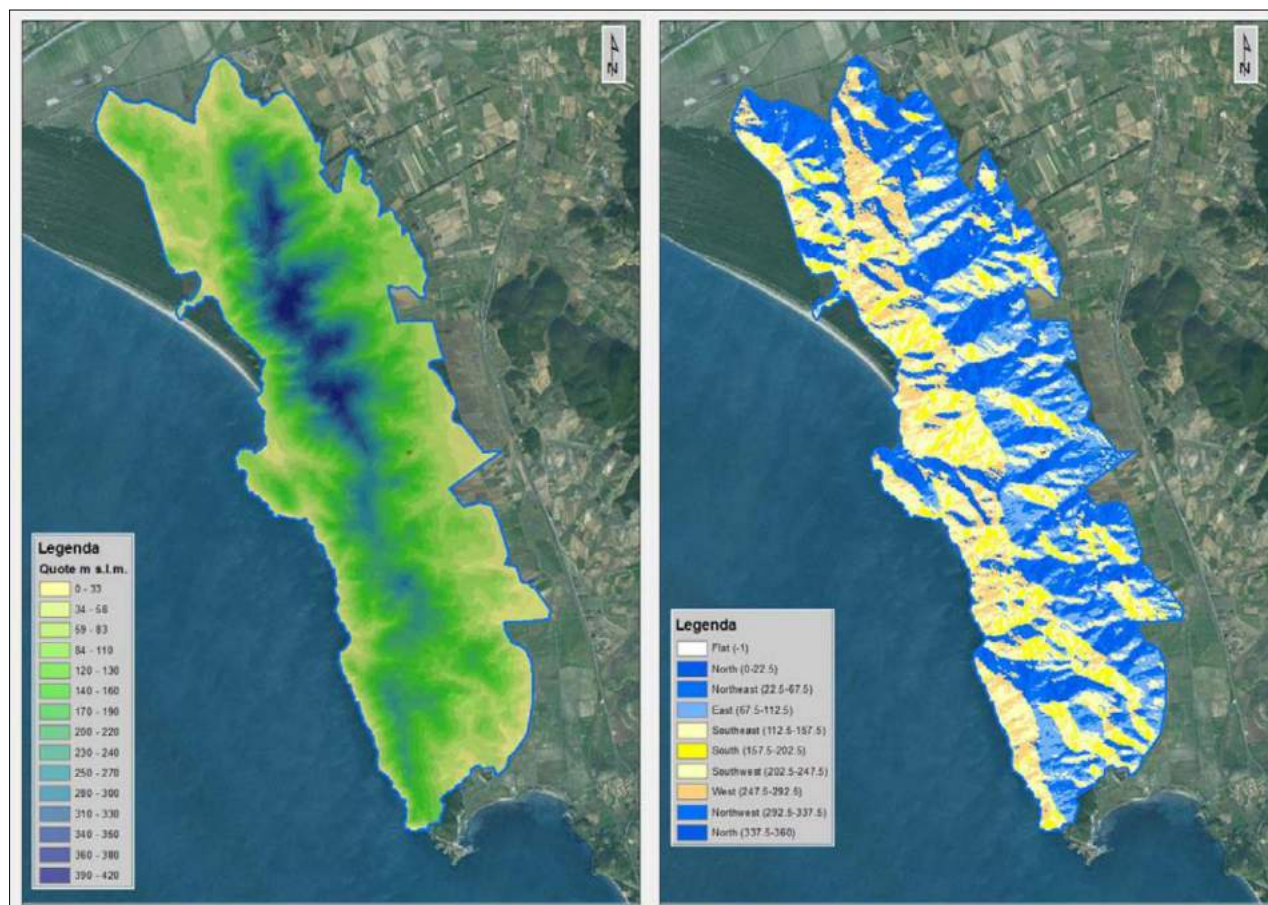 N
Legenda
Quote m s.l.m.
0 - 33
34 - 58
59 - 83
84 - 110
120 - 130
140 - 160
170 - 190
200 - 220
230 - 240
250 - 270
280 - 300
310 - 330
340 - 350
360 - 380
390 - 420
N
Legenda
Flat (-1)
North (0-22.5)
Northeast (22.5-67.5)
East (67.5-112.5)
Southeast (112.5-157.5)
South (157.5-202.5)
Southwest (202.5-247.5)
West (247.5-292.5)
Northwest (292.5-337.5)
North (337.5-360)